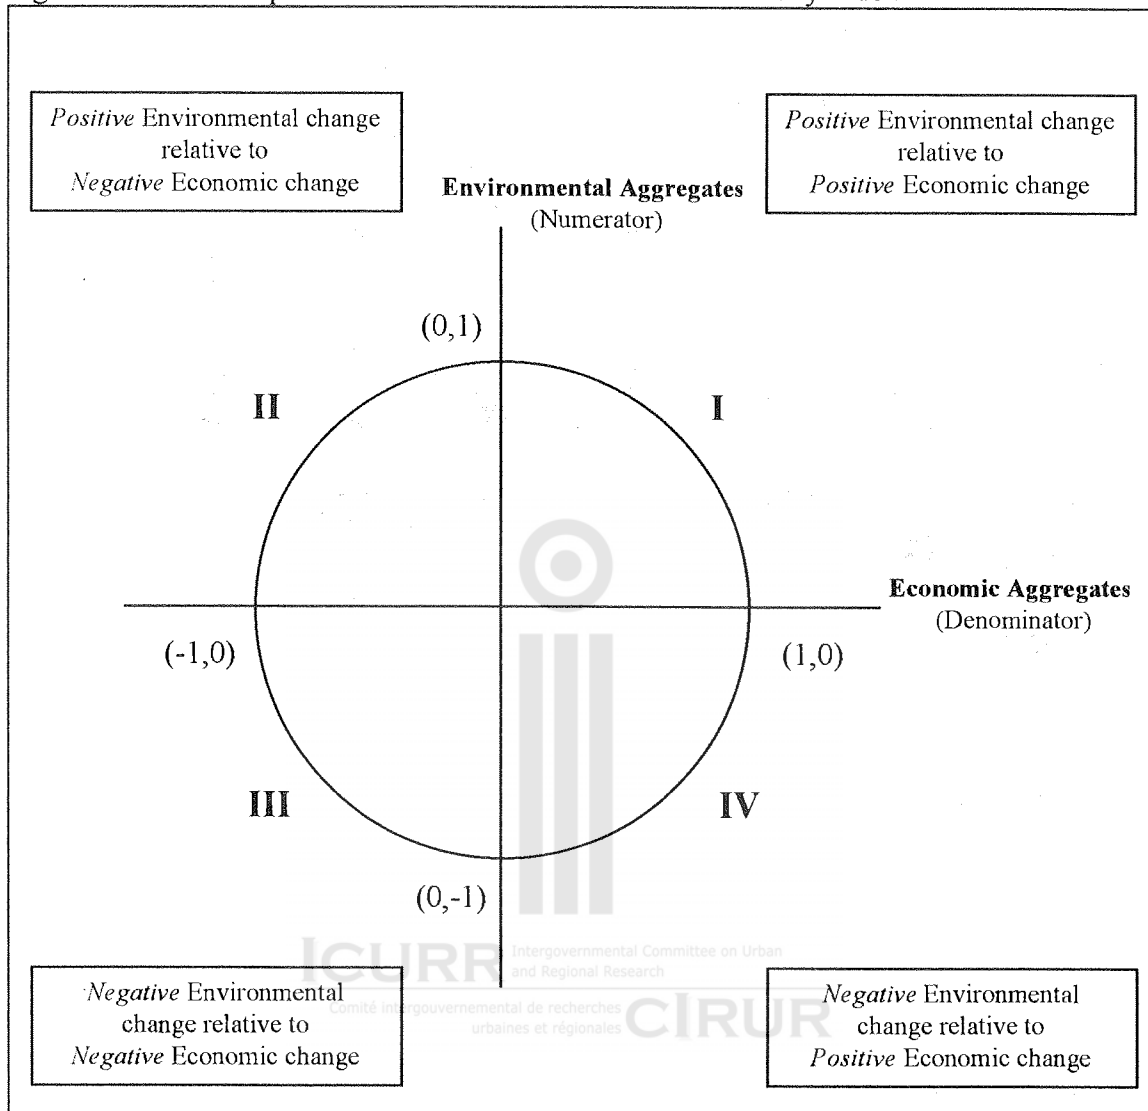 Positive Environmental change
relative to
Negative Economic change
Positive Environmental change
relative to
Positive Economic change
Environmental Aggregates
(Numerator)
(0,1)
II
I
Economic Aggregates
(Denominator)
(-1,0)
(1,0)
III
IV
(0,-1)
ICURR
Intergovernmental Committee on Urban
and Regional Research
Comité intergouvernemental de recherches
urbaines et régionales
CIRUR
Negative Environmental
change relative to
Negative Economic change
Negative Environmental
change relative to
Positive Economic change